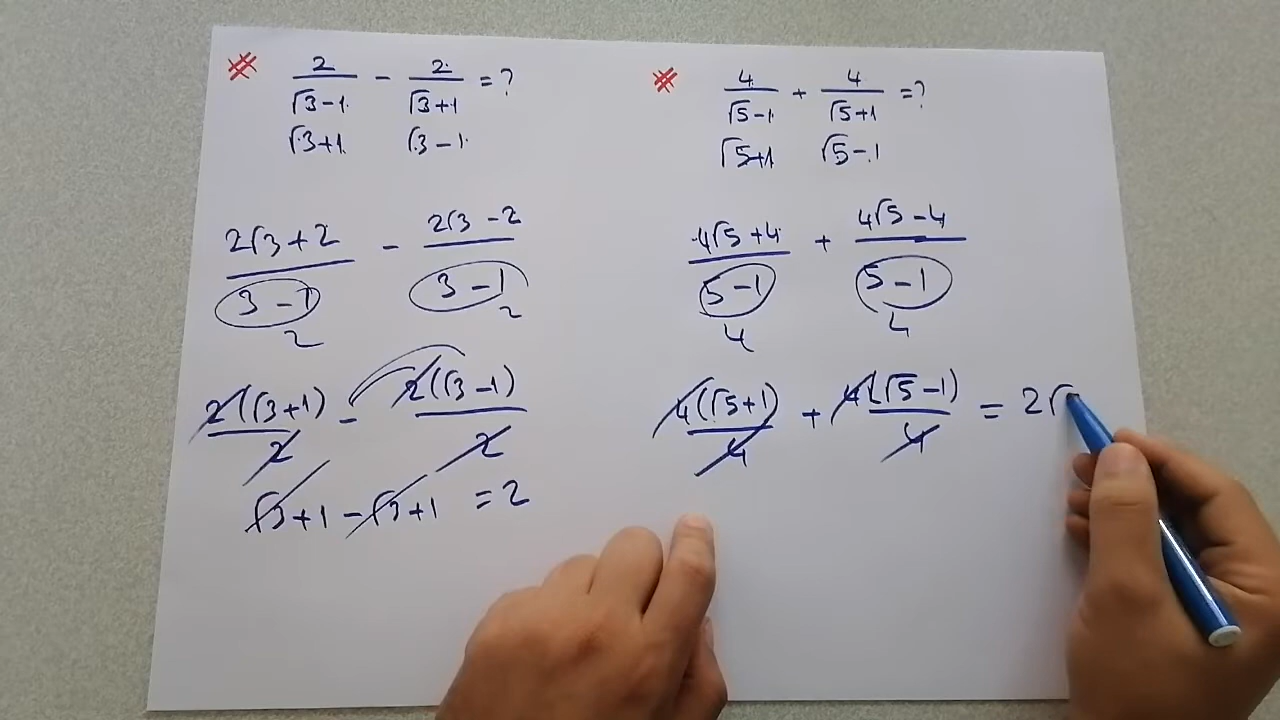 ※ 2/(√3-1) - 2/(√3+1) = ?
√3+1 √3-1
(2√3+2)/(3-1) - (2√3-2)/(3-1)
2 2
2(√3+1)/2 - 2(√3-1)/2
√3+1-√3+1 = 2
※ 4/(√5-1) + 4/(√5+1) = ?
√5+1 √5-1
(4√5+4)/(5-1) + (4√5-4)/(5-1)
4 4
4(√5+1)/4 + 4(√5-1)/4 = 2√